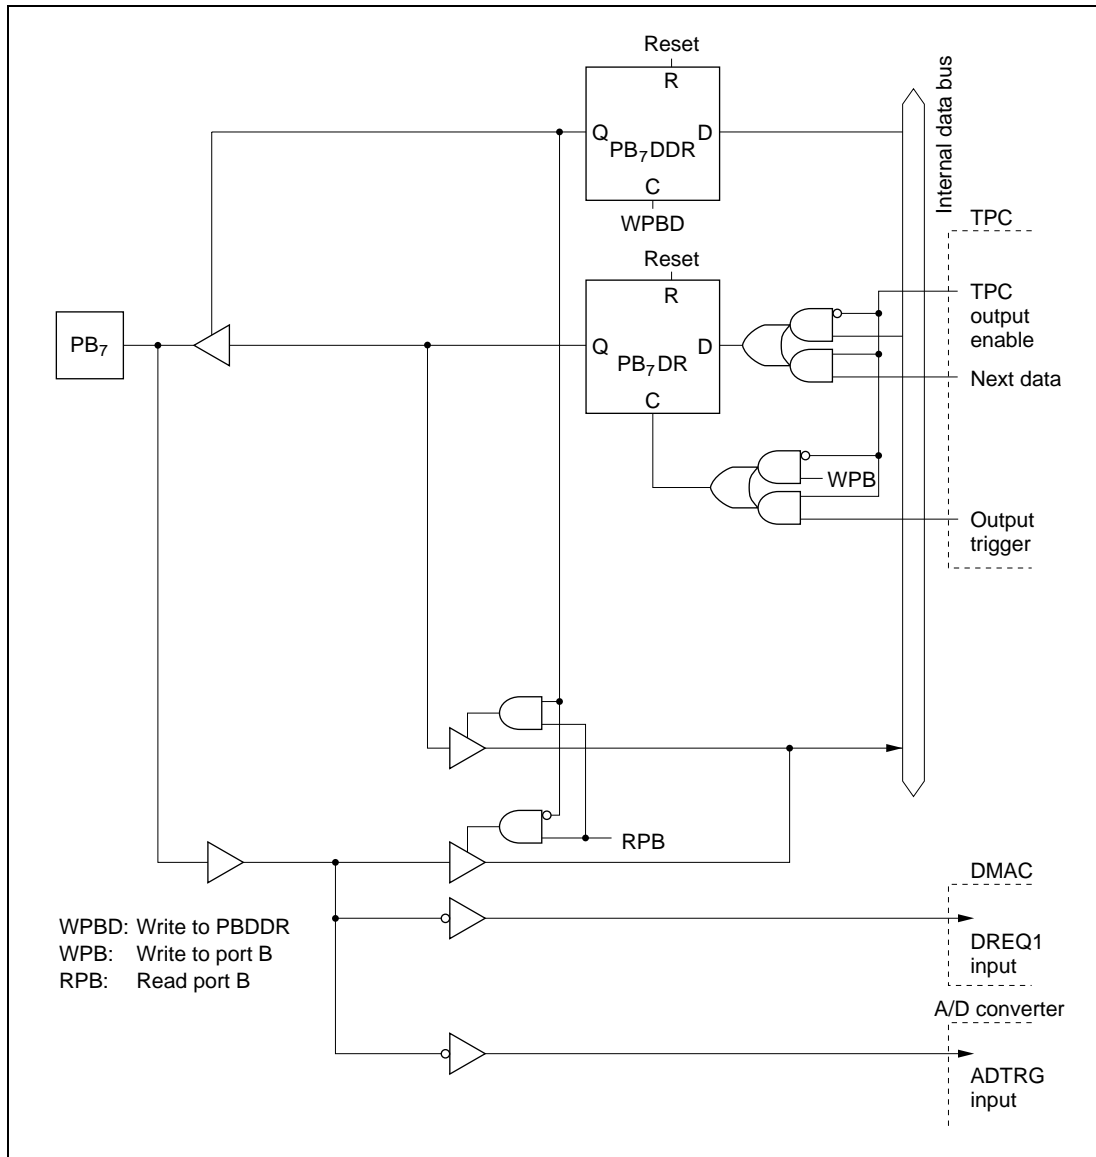 Reset
R
Q
D
PB7DDR
C
WPBD
Internal data bus
TPC
Reset
R
TPC
output
enable
PB7
Q
D
PB7DR
Next data
C
WPB
Output
trigger
RPB
DMAC
WPBD: Write to PBDDR
WPB: Write to port B
RPB: Read port B
DREQ1
input
A/D converter
ADTRG
input